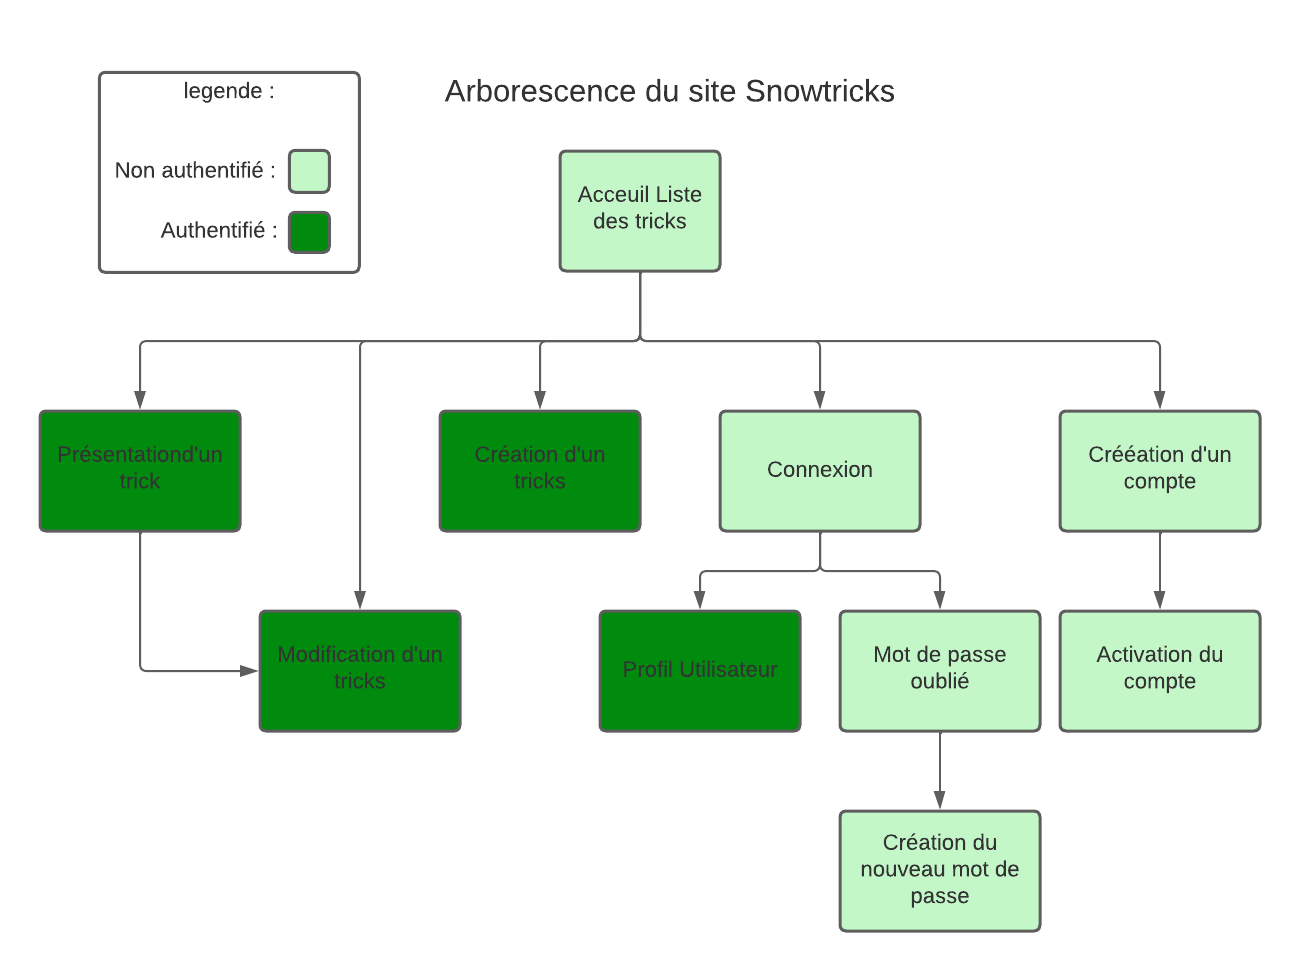 legende :
Non authentifié :
Authentifié :
Arborescence du site Snowtricks
Acceuil Liste
des tricks
Présentationd'un
trick
Création d'un
tricks
Connexion
Crééation d'un
compte
Modification d'un
tricks
Profil Utilisateur
Mot de passe
oublié
Activation du
compte
Création du
nouveau mot de
passe